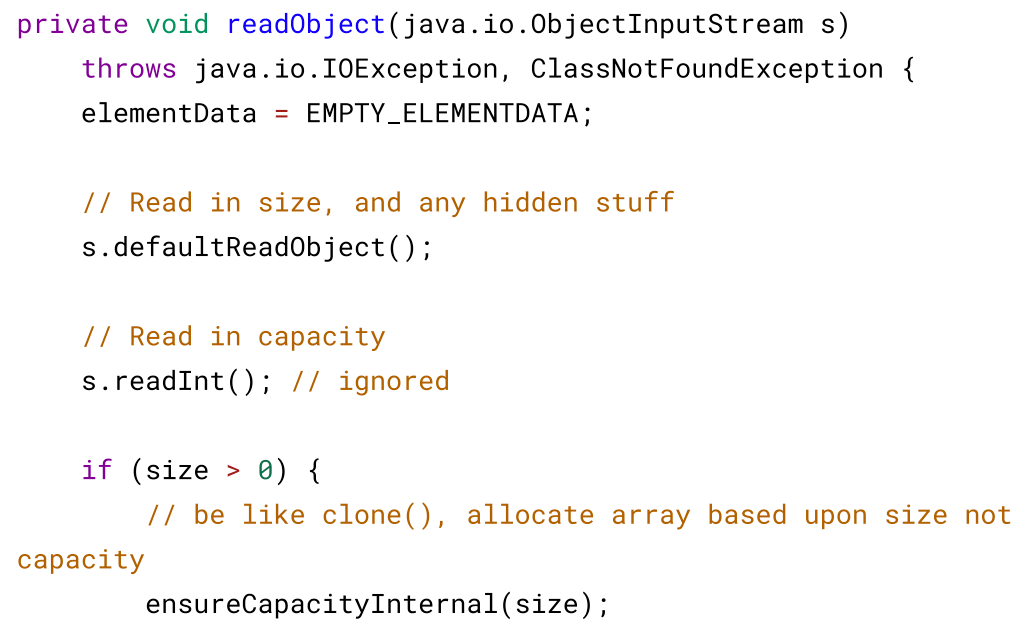 private void readObject(java.io.ObjectInputStream s)
    throws java.io.IOException, ClassNotFoundException {
    elementData = EMPTY_ELEMENTDATA;

    // Read in size, and any hidden stuff
    s.defaultReadObject();

    // Read in capacity
    s.readInt(); // ignored

    if (size > 0) {
        // be like clone(), allocate array based upon size not
capacity
        ensureCapacityInternal(size);